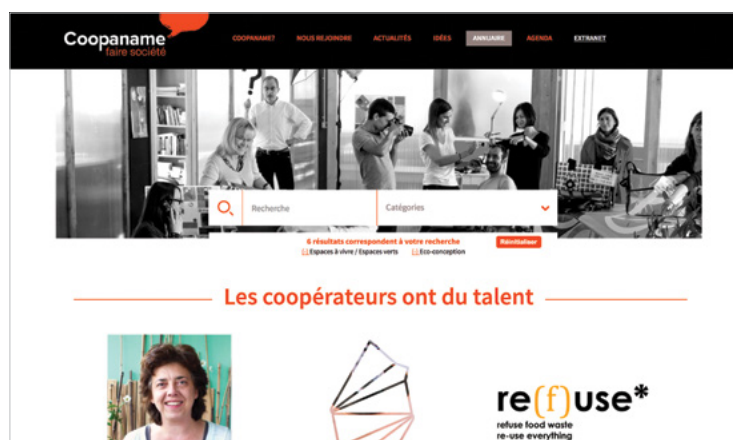 Coopaname
faire société
COOPANAME? NOUS REJOINDRE ACTUALITÉS IDÉES ANNUAIRE AGENDA EXTRANET
Recherche Catégories
6 résultats correspondent à votre recherche Réinitialiser
[-] Espaces à vivre / Espaces verts [-] Eco-conception
Les coopérateurs ont du talent
re(f)use*
refuse food waste
re-use everything